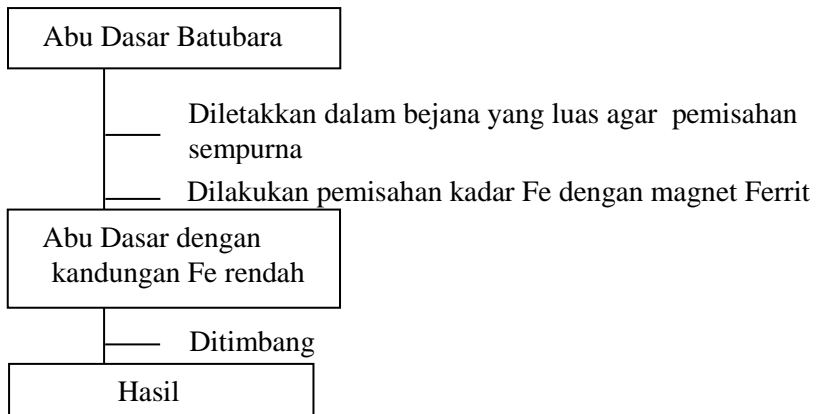 Abu Dasar Batubara
Diletakkan dalam bejana yang luas agar pemisahan
sempurna
Dilakukan pemisahan kadar Fe dengan magnet Ferrit
Abu Dasar dengan
kandungan Fe rendah
Ditimbang
Hasil